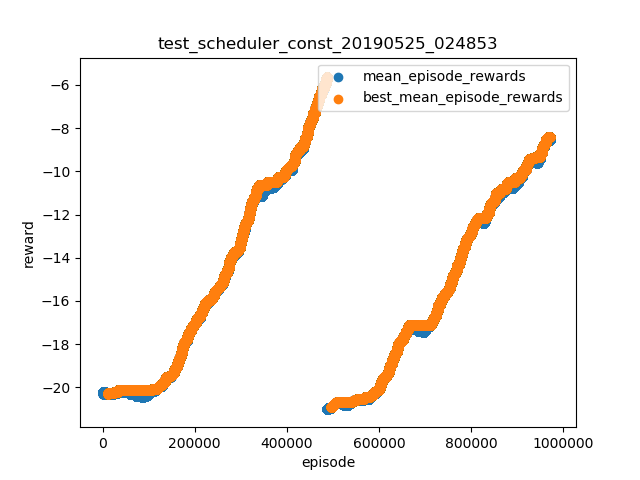 test_scheduler_const_20190525_024853
mean_episode_rewards
best_mean_episode_rewards
reward
−6
−8
−10
−12
−14
−16
−18
−20
0 200000 400000 600000 800000 1000000
episode